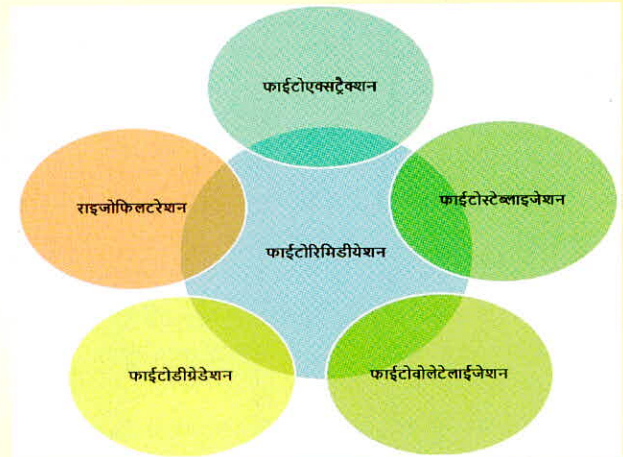 फाईटोएक्सट्रैक्शन
राइजोफिलटरेशन
फाईटोस्टेब्लाइजेशन
फाईटोरिमिडीयेशन
फाईटोडीग्रेडेशन
फाईटोवोलेटेलाईजेशन